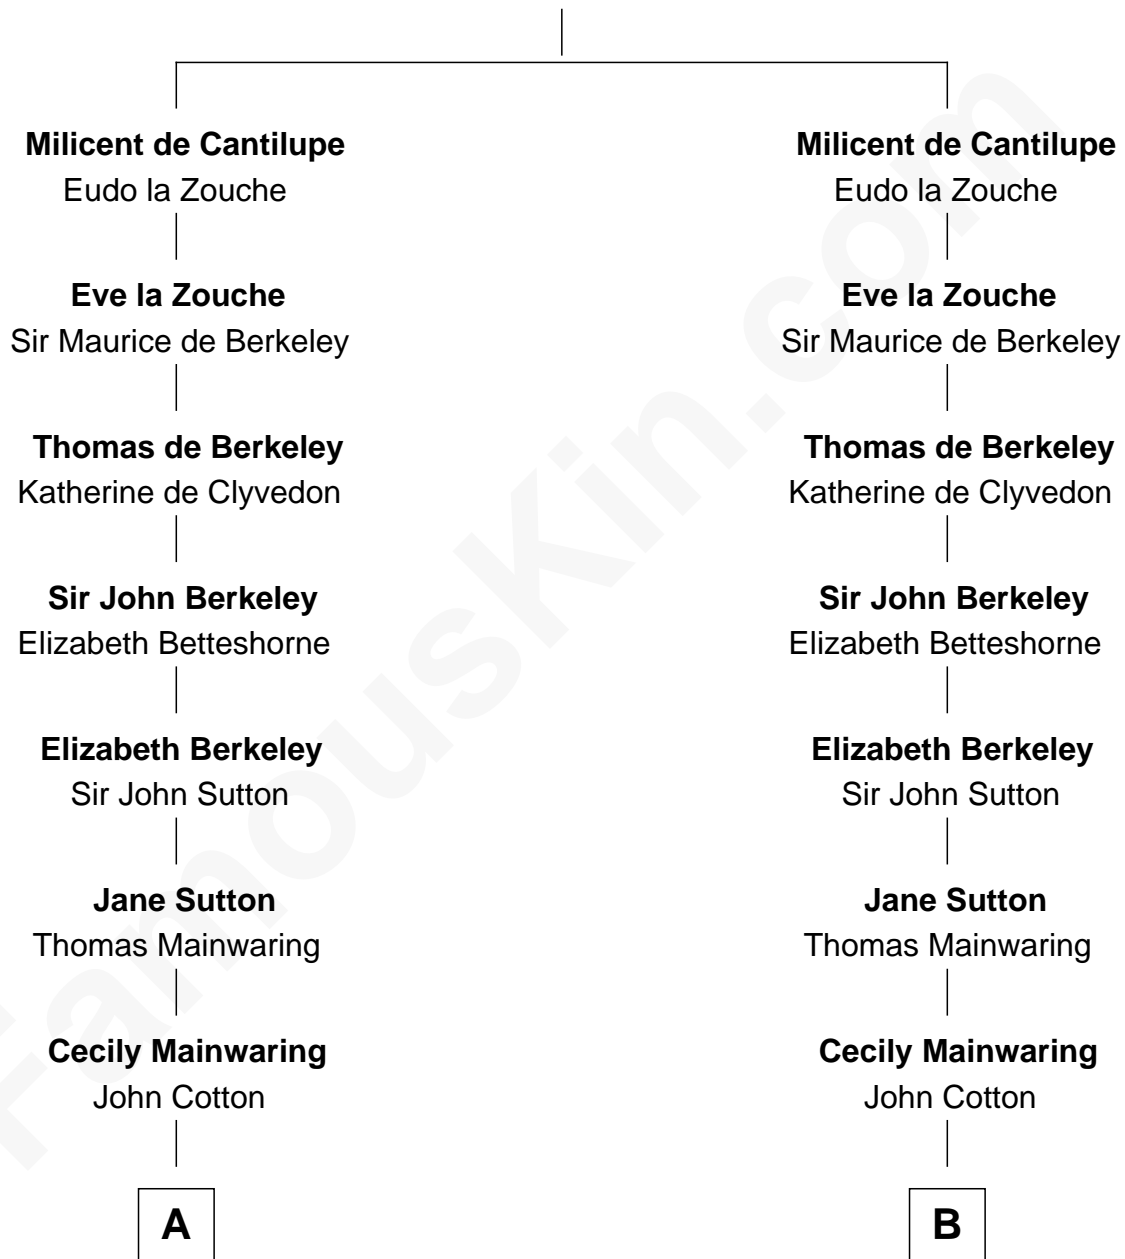 Milicent de Cantilupe
Eudo la Zouche
Eve la Zouche
Sir Maurice de Berkeley
Thomas de Berkeley
Katherine de Clyvedon
Sir John Berkeley
Elizabeth Betteshorne
Elizabeth Berkeley
Sir John Sutton
Jane Sutton
Thomas Mainwaring
Cecily Mainwaring
John Cotton
A
Milicent de Cantilupe
Eudo la Zouche
Eve la Zouche
Sir Maurice de Berkeley
Thomas de Berkeley
Katherine de Clyvedon
Sir John Berkeley
Elizabeth Betteshorne
Elizabeth Berkeley
Sir John Sutton
Jane Sutton
Thomas Mainwaring
Cecily Mainwaring
John Cotton
B
FamousKin.com